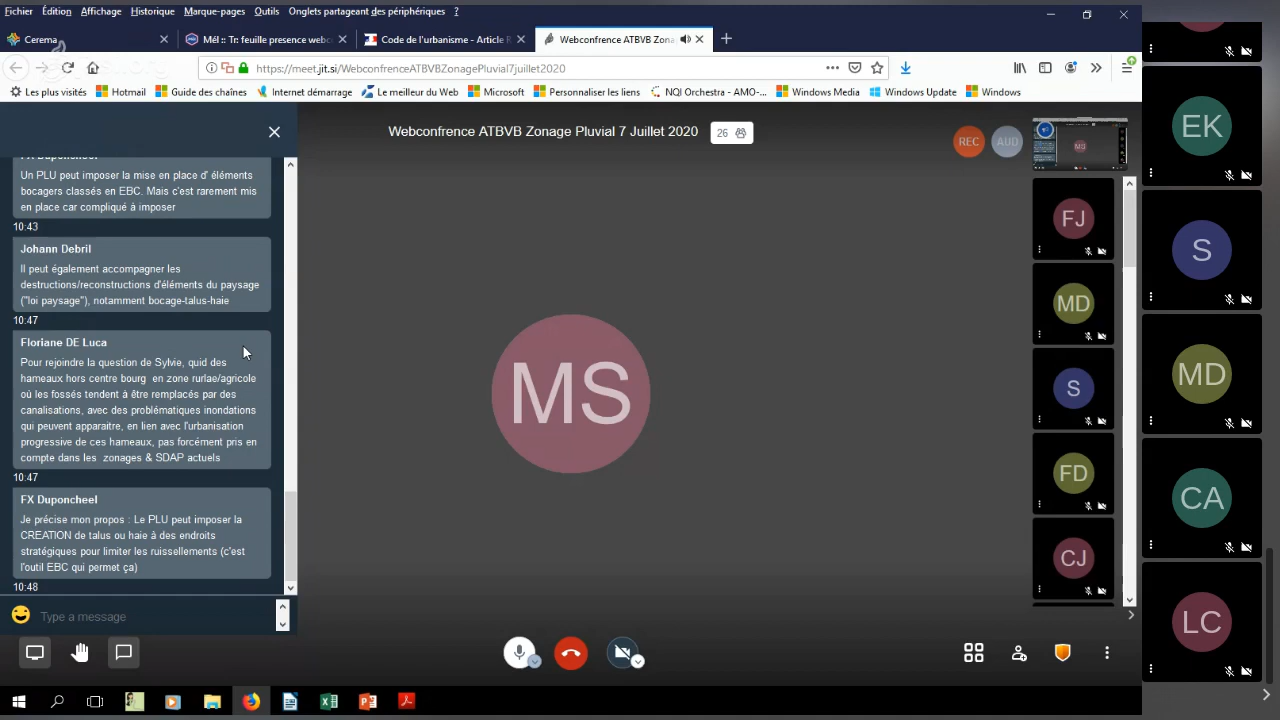 Fichier Édition Affichage Historique Marque-pages Outils Onglets partageant des périphériques ?
Cerema
Mél :: Tr: feuille presence webc
Code de l'urbanisme - Article R
Webconfrence ATBVB Zona
https://meet.jit.si/WebconfrenceATBVBZonagePluvial7juillet2020
Les plus visités Hotmail Guide des chaînes Internet démarrage Le meilleur du Web Microsoft Personnaliser les liens NQI Orchestra - AMO-... Windows Media Windows Update Windows
Webconfrence ATBVB Zonage Pluvial 7 Juillet 2020
26
REC
AUD
FX Duponcheel
Un PLU peut imposer la mise en place d' éléments
bocagers classés en EBC. Mais c'est rarement mis
en place car compliqué à imposer
10:43
Johann Debril
Il peut également accompagner les
destructions/reconstructions d'éléments du paysage
("loi paysage"), notamment bocage-talus-haie
10:47
Floriane DE Luca
Pour rejoindre la question de Sylvie, quid des
hameaux hors centre bourg en zone rurlae/agricole
où les fossés tendent à être remplacés par des
canalisations, avec des problématiques inondations
qui peuvent apparaitre, en lien avec l'urbanisation
progressive de ces hameaux, pas forcément pris en
compte dans les zonages & SDAP actuels
10:47
FX Duponcheel
Je précise mon propos : Le PLU peut imposer la
CREATION de talus ou haie à des endroits
stratégiques pour limiter les ruissellements (c'est
l'outil EBC qui permet ça)
10:48
Type a message
MS
MS
FJ
MD
S
FD
CJ
EK
S
MD
CA
LC